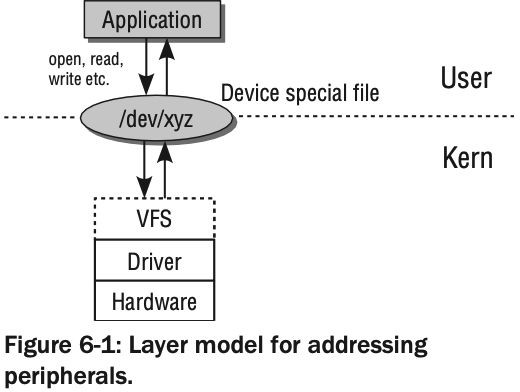 Application
open, read,
write etc.
User
Device special file
/dev/xyz
Kern
VFS
Driver
Hardware
Figure 6-1: Layer model for addressing
peripherals.